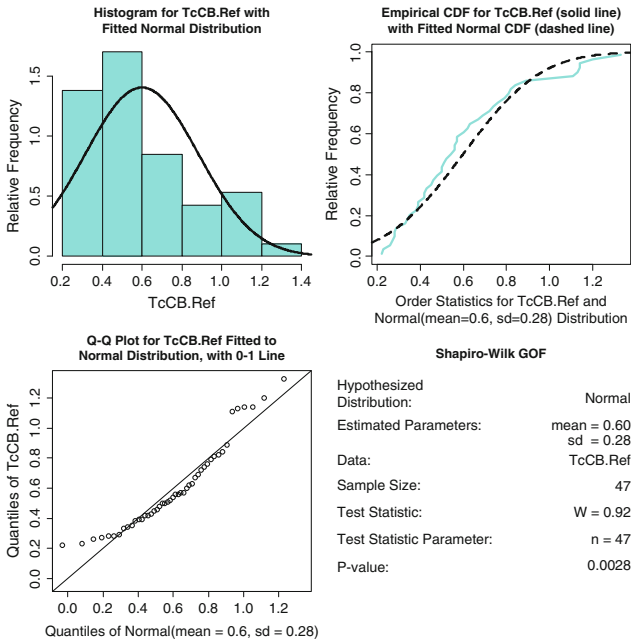 Histogram for TcCB.Ref with
Fitted Normal Distribution
Relative Frequency
0.0
0.5
1.0
1.5
0.2
0.4
0.6
0.8
1.0
1.2
1.4
TcCB.Ref
Empirical CDF for TcCB.Ref (solid line)
with Fitted Normal CDF (dashed line)
Relative Frequency
0.0
0.2
0.4
0.6
0.8
1.0
0.2
0.4
0.6
0.8
1.0
1.2
Order Statistics for TcCB.Ref and
Normal(mean=0.6, sd=0.28) Distribution
Q-Q Plot for TcCB.Ref Fitted to
Normal Distribution, with 0-1 Line
Quantiles of TcCB.Ref
0.0
0.2
0.4
0.6
0.8
1.0
1.2
0.0
0.2
0.4
0.6
0.8
1.0
1.2
Quantiles of Normal(mean = 0.6, sd = 0.28)
Shapiro-Wilk GOF
Hypothesized
Distribution: Normal
Estimated Parameters: mean = 0.60
sd = 0.28
Data: TcCB.Ref
Sample Size: 47
Test Statistic: W = 0.92
Test Statistic Parameter: n = 47
P-value: 0.0028